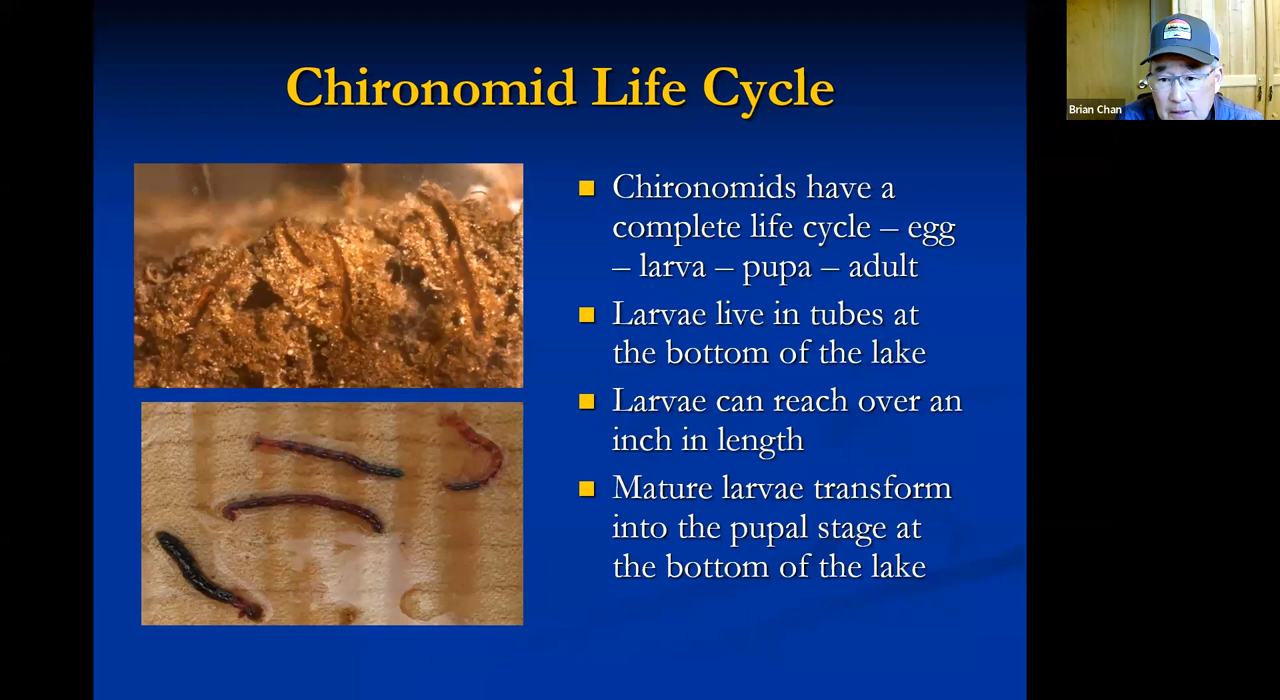 Chironomid Life Cycle
Brian Chan
Chironomids have a
complete life cycle – egg
– larva – pupa – adult
Larvae live in tubes at
the bottom of the lake
Larvae can reach over an
inch in length
Mature larvae transform
into the pupal stage at
the bottom of the lake